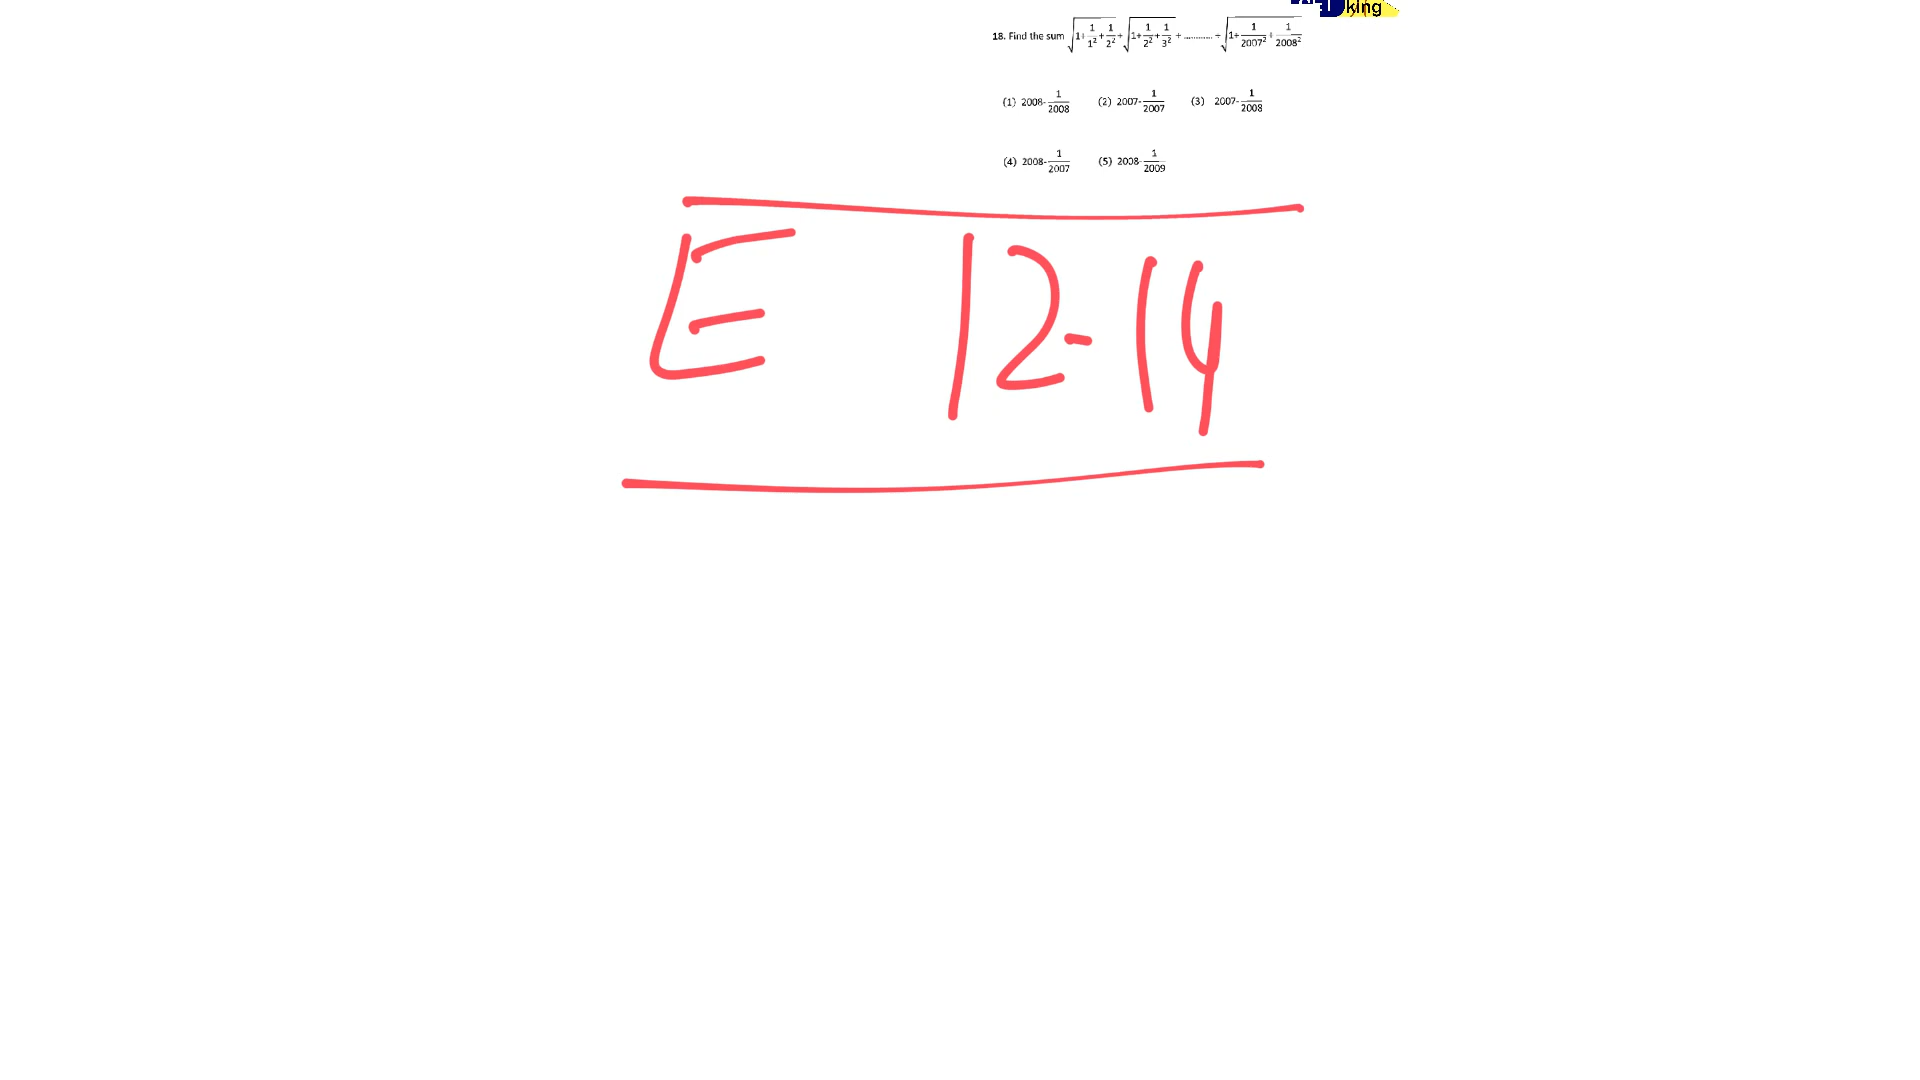 king
18. Find the sum √(1+1/1²+1/2²) + √(1+1/2²+1/3²) + ............ + √(1+1/2007²+1/2008²)
(1) 2008-1/2008 (2) 2007-1/2007 (3) 2007-1/2008
(4) 2008-1/2007 (5) 2008-1/2009
E 12-14